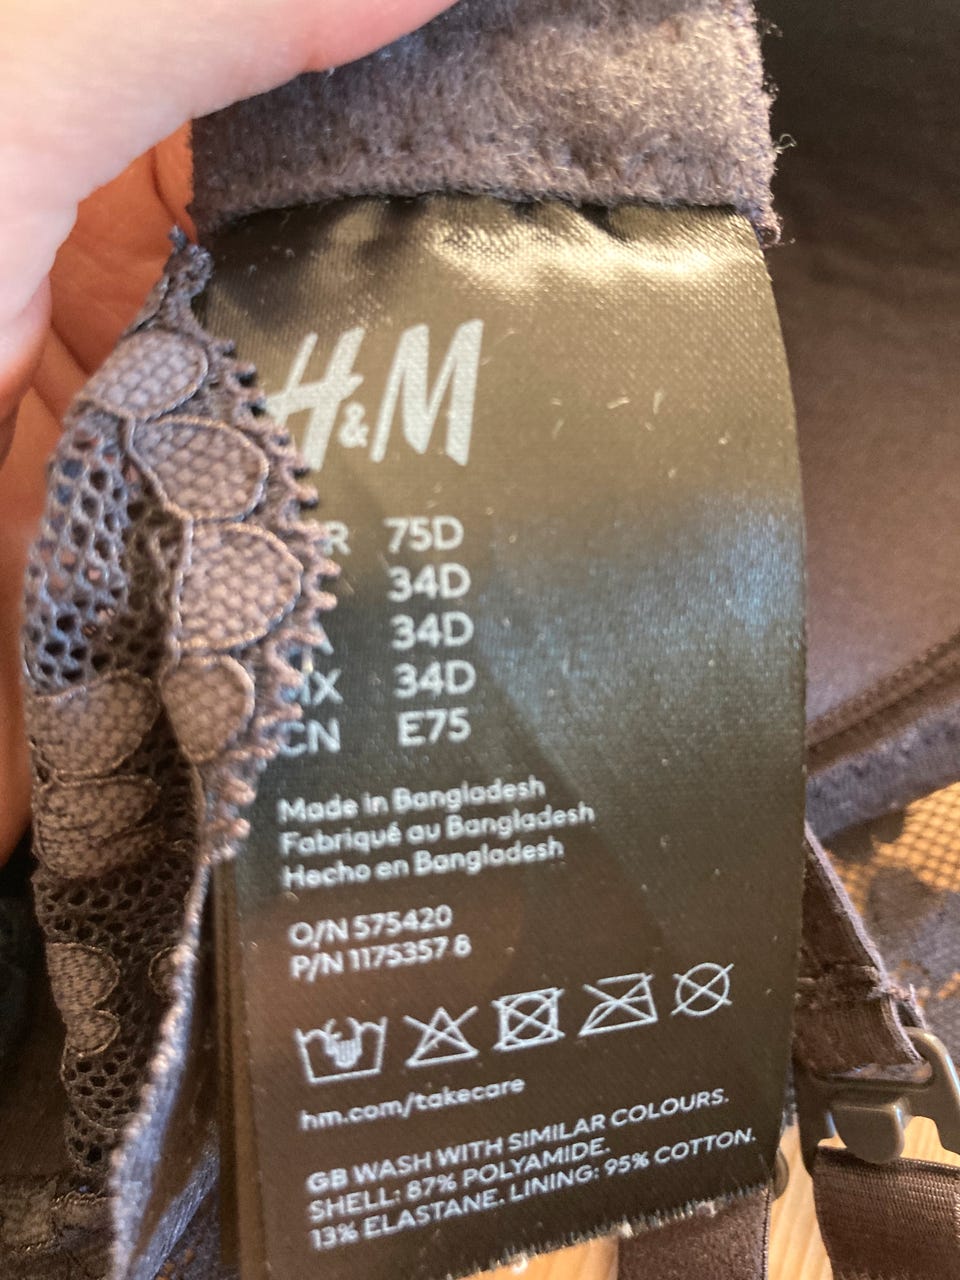 H&M
75D
34D
34D
34D
CN E75
Made in Bangladesh
Fabriqué au Bangladesh
Hecho en Bangladesh
O/N 575420
P/N 1175357 8
hm.com/takecare
GB WASH WITH SIMILAR COLOURS.
SHELL: 87% POLYAMIDE.
13% ELASTANE. LINING: 95% COTTON.